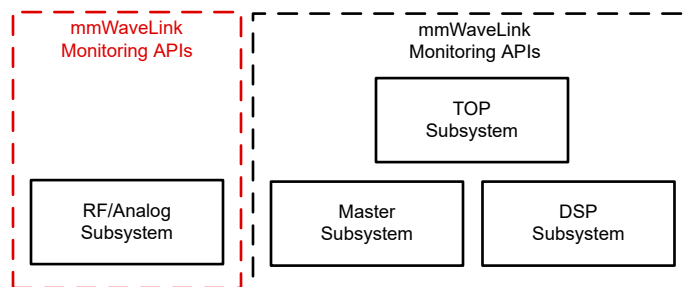 mmWaveLink
Monitoring APIs
RF/Analog
Subsystem
mmWaveLink
Monitoring APIs
TOP
Subsystem
Master
Subsystem
DSP
Subsystem